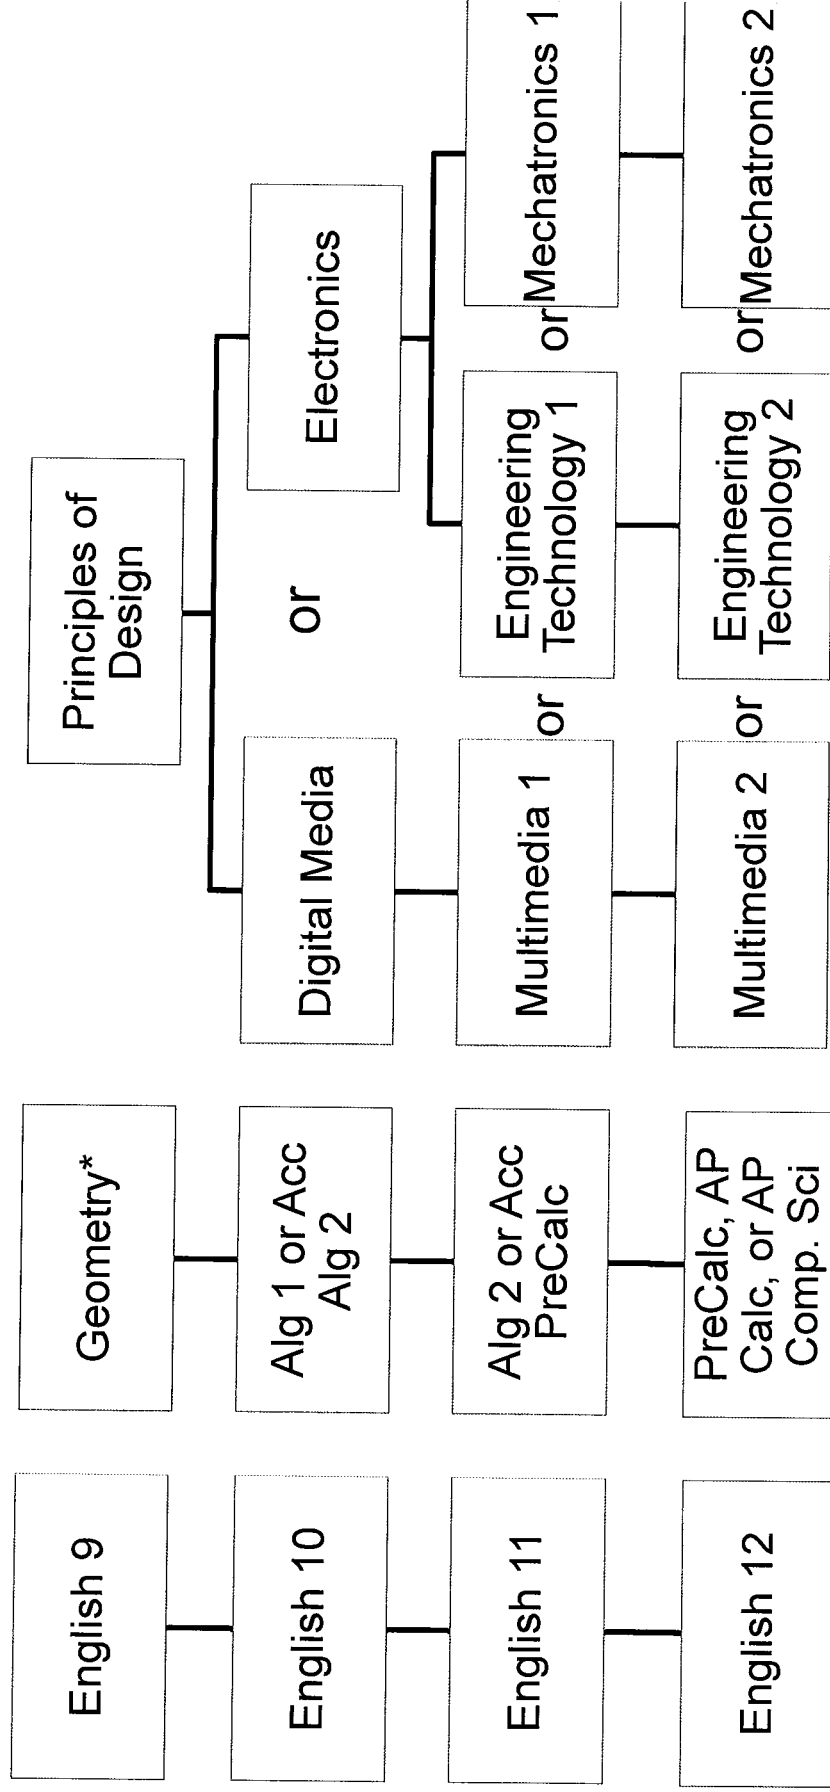 English 9
Geometry*
Principles of
Design
English 10
Alg 1 or Acc
Alg 2
Digital Media
or
Electronics
English 11
Alg 2 or Acc
PreCalc
Multimedia 1
or
Engineering
Technology 1
or
Mechatronics 1
English 12
PreCalc, AP
Calc, or AP
Comp. Sci
Multimedia 2
or
Engineering
Technology 2
or
Mechatronics 2